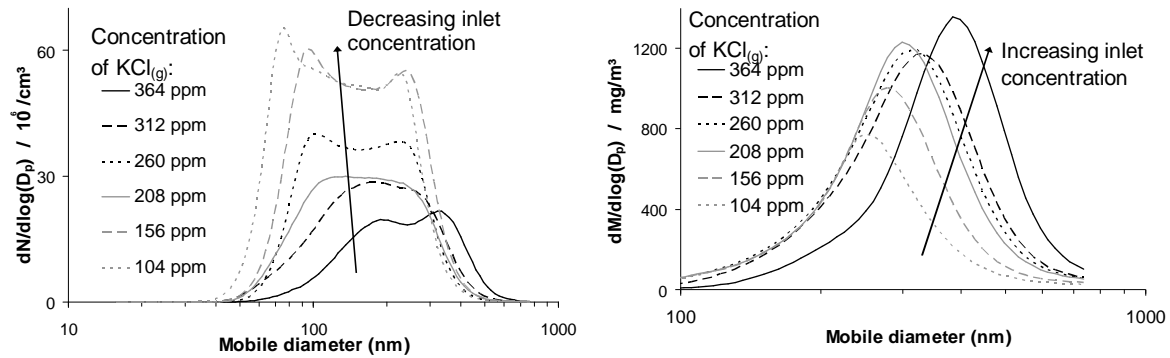 dN/dlog(Dp) / 10⁶ /cm³
60
30
0
Concentration
of KCl(g):
364 ppm
312 ppm
260 ppm
208 ppm
156 ppm
104 ppm
Decreasing inlet
concentration
10
100
1000
Mobile diameter (nm)
dM/dlog(Dp) / mg/m³
1200
800
400
0
Concentration
of KCl(g):
364 ppm
312 ppm
260 ppm
208 ppm
156 ppm
104 ppm
Increasing inlet
concentration
100
1000
Mobile diameter (nm)